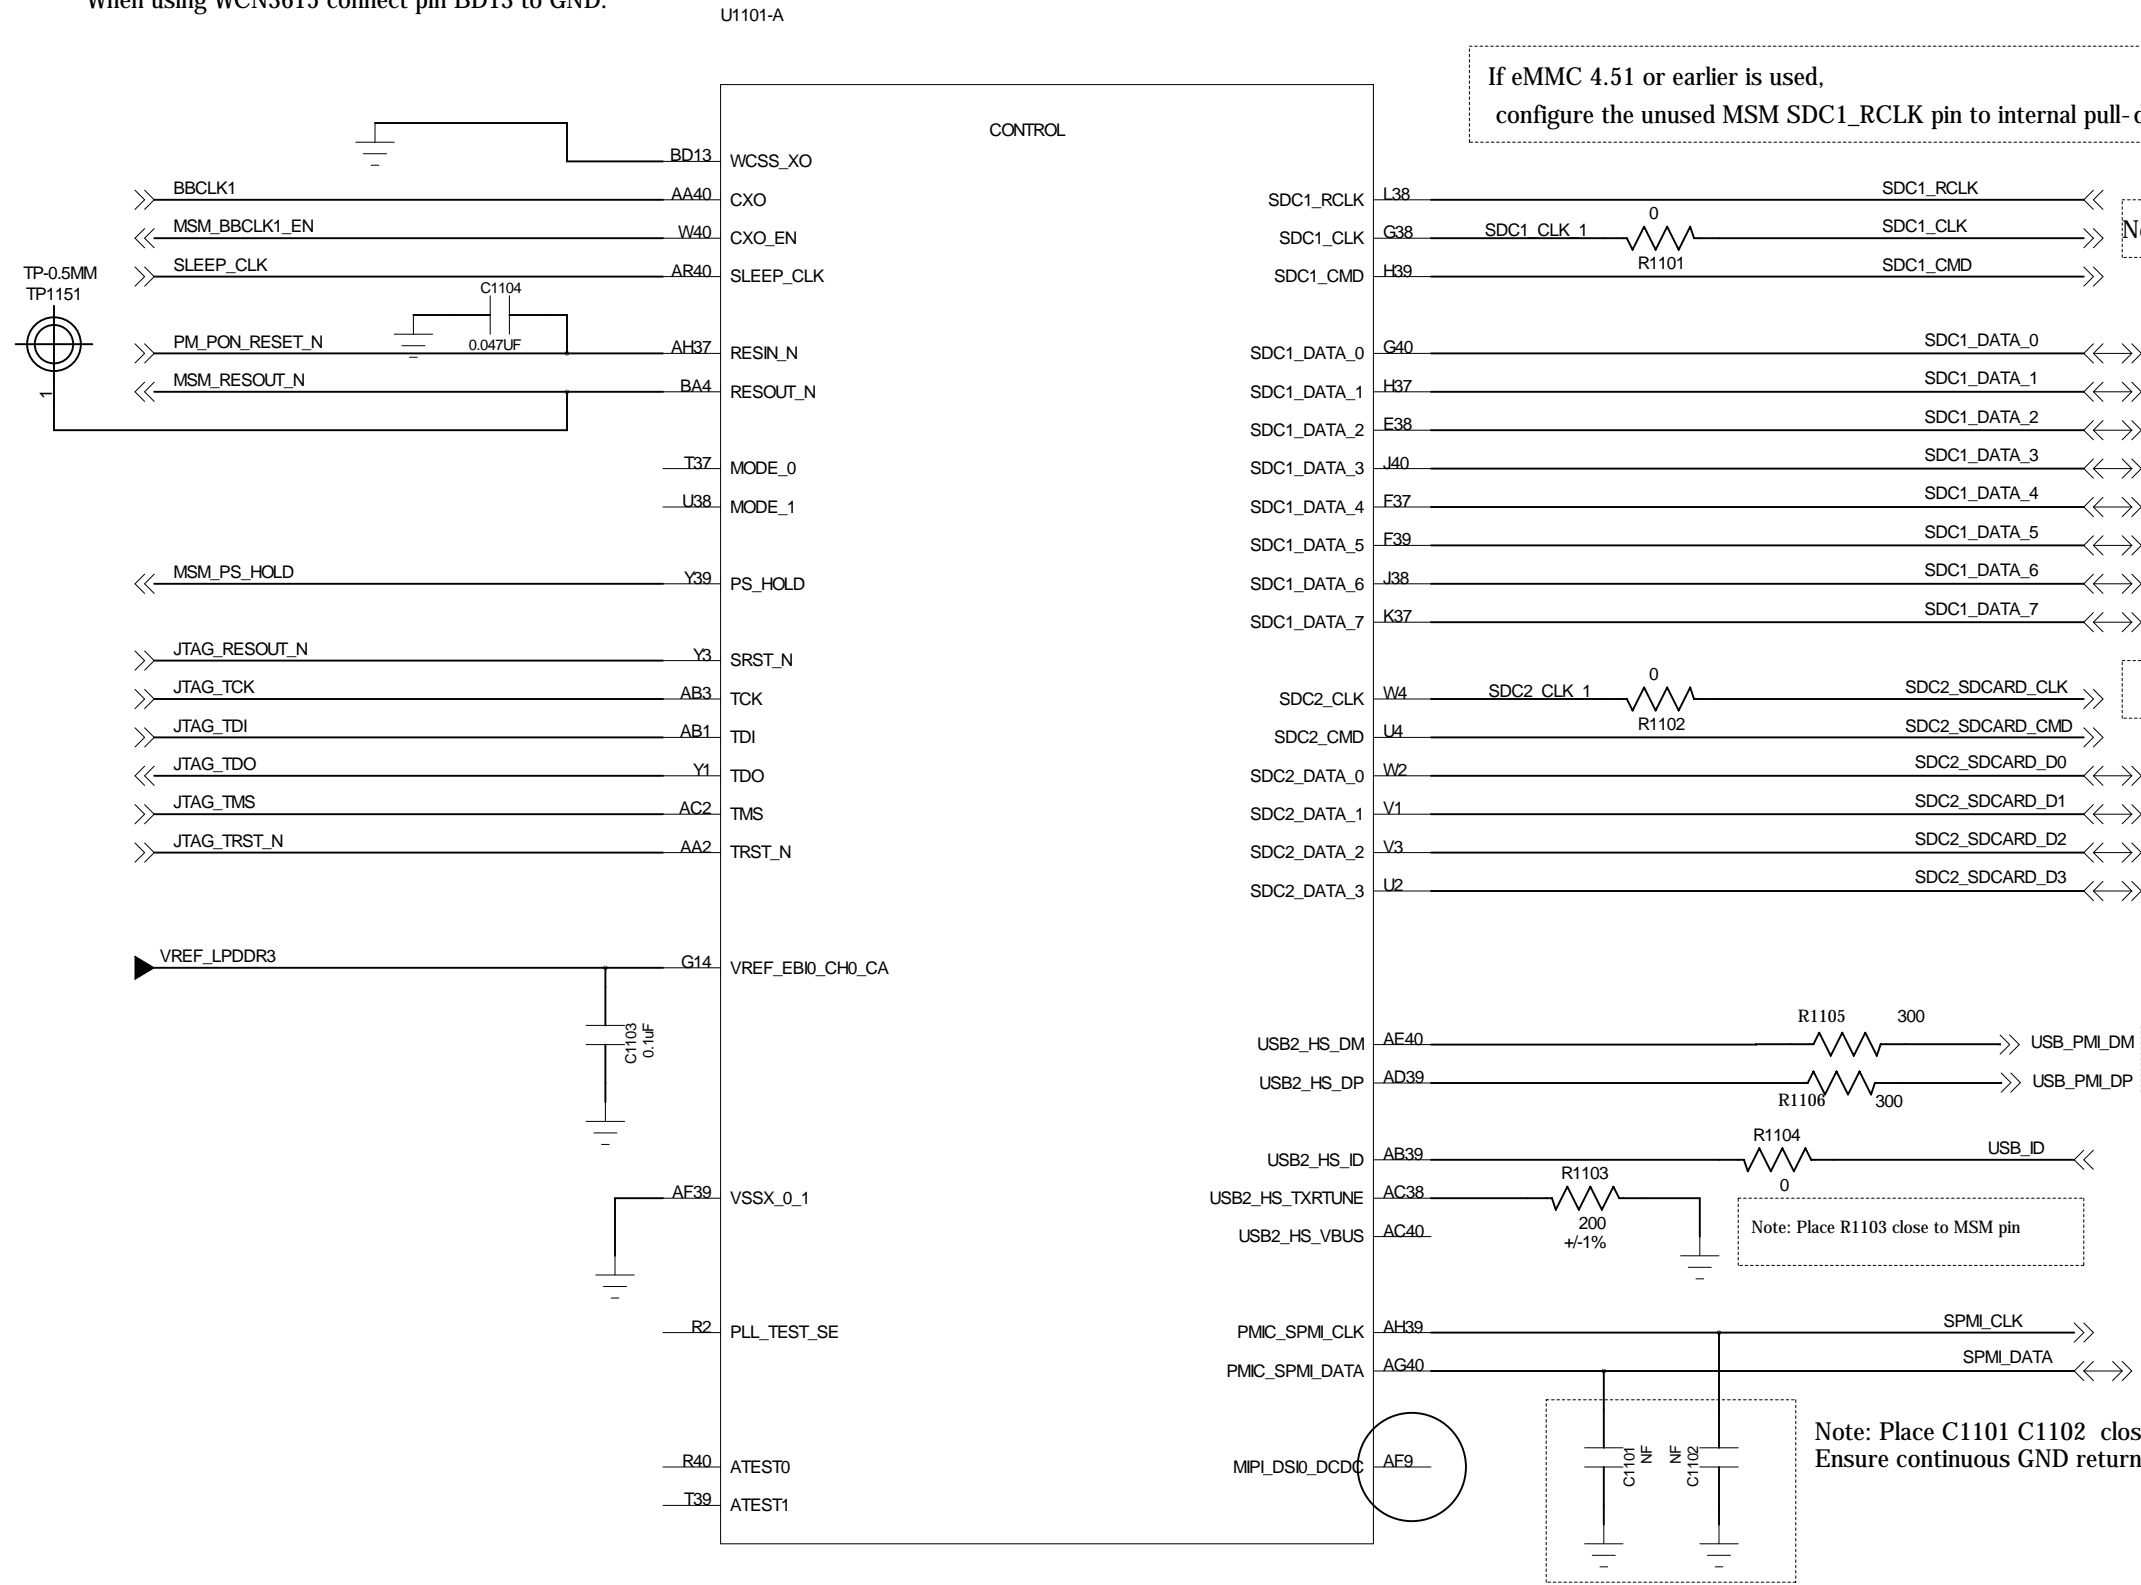 When using WCN3615 connect pin BD13 to GND.
U1101-A
If eMMC 4.51 or earlier is used,
configure the unused MSM SDC1_RCLK pin to internal pull-
CONTROL
BD13 WCSS_XO
BBCLK1 AA40 CXO
MSM_BBCLK1_EN W40 CXO_EN
SLEEP_CLK AR40 SLEEP_CLK
TP-0.5MM
TP1151
1
C1104
0.047UF
PM_PON_RESET_N AH37 RESIN_N
MSM_RESOUT_N BA4 RESOUT_N
T37 MODE_0
U38 MODE_1
MSM_PS_HOLD Y39 PS_HOLD
JTAG_RESOUT_N Y3 SRST_N
JTAG_TCK AB3 TCK
JTAG_TDI AB1 TDI
JTAG_TDO Y1 TDO
JTAG_TMS AC2 TMS
JTAG_TRST_N AA2 TRST_N
VREF_LPDDR3 G14 VREF_EBI0_CH0_CA
C1103
0.1uF
AF39 VSSX_0_1
R2 PLL_TEST_SE
R40 ATEST0
T39 ATEST1
SDC1_RCLK L38 SDC1_RCLK
SDC1_CLK G38 SDC1_CLK_1 0 SDC1_CLK
R1101
SDC1_CMD H39 SDC1_CMD
SDC1_DATA_0 G40 SDC1_DATA_0
SDC1_DATA_1 H37 SDC1_DATA_1
SDC1_DATA_2 E38 SDC1_DATA_2
SDC1_DATA_3 J40 SDC1_DATA_3
SDC1_DATA_4 F37 SDC1_DATA_4
SDC1_DATA_5 F39 SDC1_DATA_5
SDC1_DATA_6 J38 SDC1_DATA_6
SDC1_DATA_7 K37 SDC1_DATA_7
SDC2_CLK W4 SDC2_CLK_1 0 SDC2_SDCARD_CLK
R1102
SDC2_CMD U4 SDC2_SDCARD_CMD
SDC2_DATA_0 W2 SDC2_SDCARD_D0
SDC2_DATA_1 V1 SDC2_SDCARD_D1
SDC2_DATA_2 V3 SDC2_SDCARD_D2
SDC2_DATA_3 U2 SDC2_SDCARD_D3
R1105 300
USB2_HS_DM AE40 USB_PMI_DM
USB2_HS_DP AD39 USB_PMI_DP
R1106 300
R1104
USB2_HS_ID AB39 USB_ID
0
R1103
USB2_HS_TXRTUNE AC38
200
+/-1%
USB2_HS_VBUS AC40
Note: Place R1103 close to MSM pin
PMIC_SPMI_CLK AH39 SPMI_CLK
PMIC_SPMI_DATA AG40 SPMI_DATA
MIPI_DSI0_DCDC AF9
C1101
NF
NF
C1102
Note: Place C1101 C1102 clos
Ensure continuous GND return